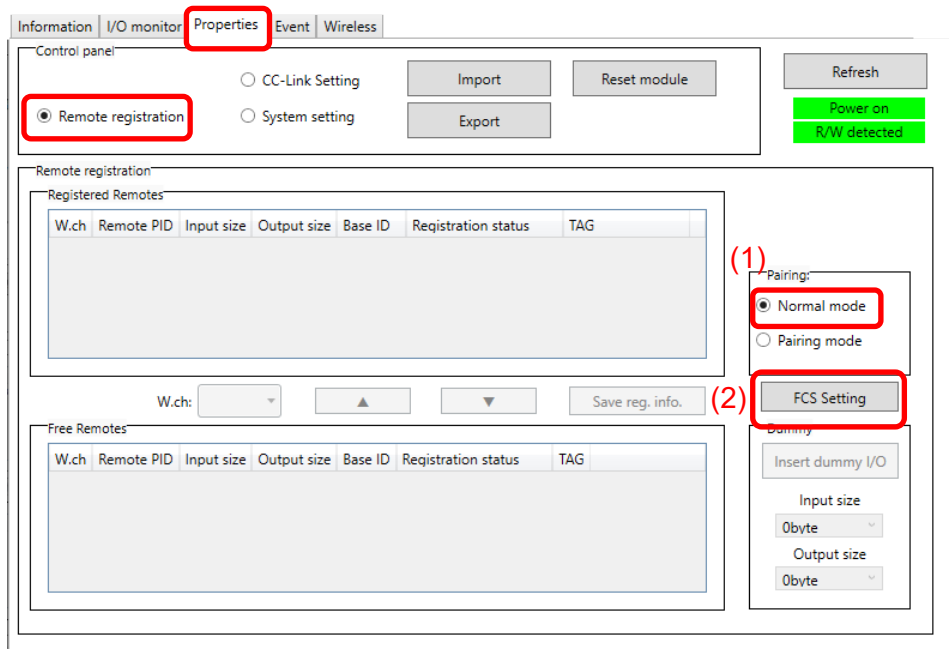 Information I/O monitor Properties Event Wireless
Control panel
CC-Link Setting Import Reset module Refresh
Remote registration System setting Export Power on
R/W detected
Remote registration
Registered Remotes
W.ch Remote PID Input size Output size Base ID Registration status TAG
(1)
Pairing:
Normal mode
Pairing mode
W.ch: ▲ ▼ Save reg. info. (2) FCS Setting
Free Remotes Dummy
W.ch Remote PID Input size Output size Base ID Registration status TAG
Insert dummy I/O
Input size
0byte
Output size
0byte